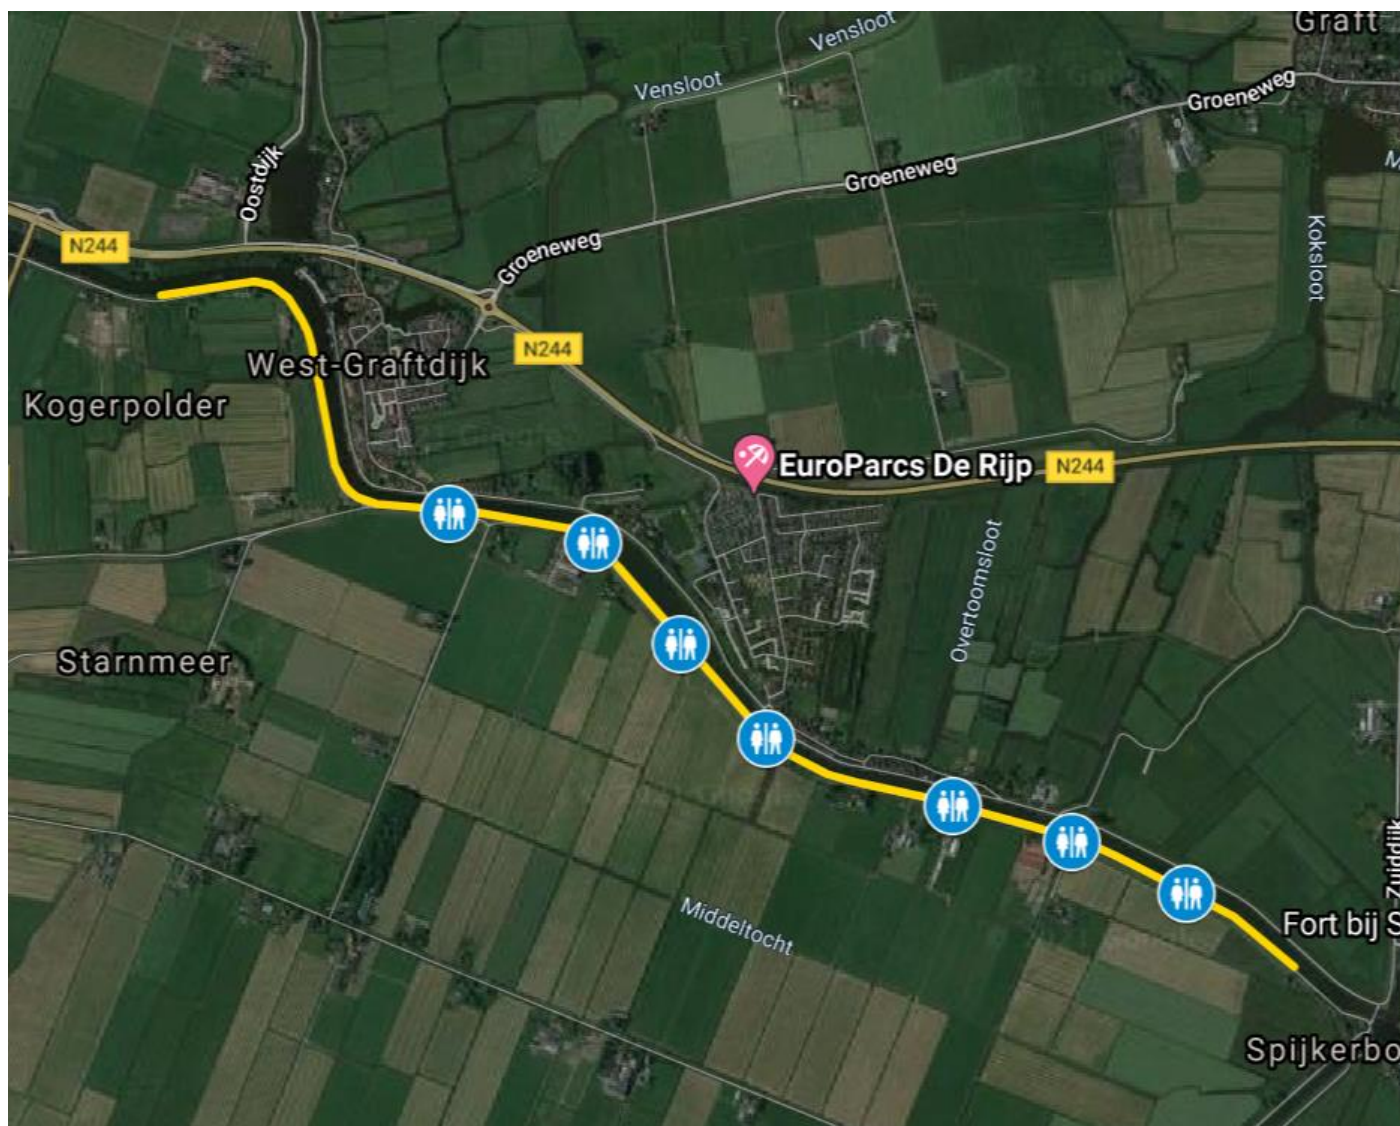 Graft
Vensloot
Vensloot
Groeneweg
Groeneweg
Oostdijk
N244
Groeneweg
Koksloot
N244
West-Graftdijk
Kogerpolder
EuroParcs De Rijp
N244
Overtoomsloot
Starnmeer
Zuiddijk
Middeltocht
Fort bij S
Spijkerbo